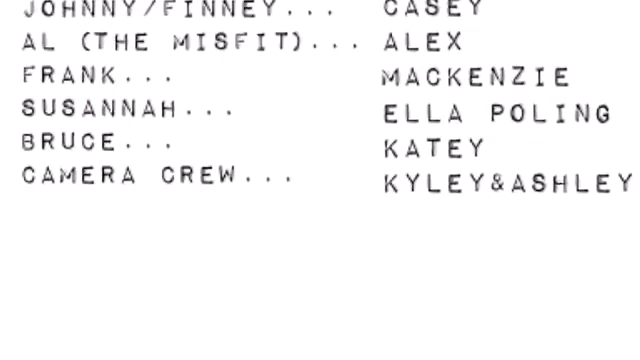 JOHNNY/FINNEY... CASEY
AL (THE MISFIT)... ALEX
FRANK... MACKENZIE
SUSANNAH... ELLA POLING
BRUCE... KATEY
CAMERA CREW... KYLEY&ASHLEY